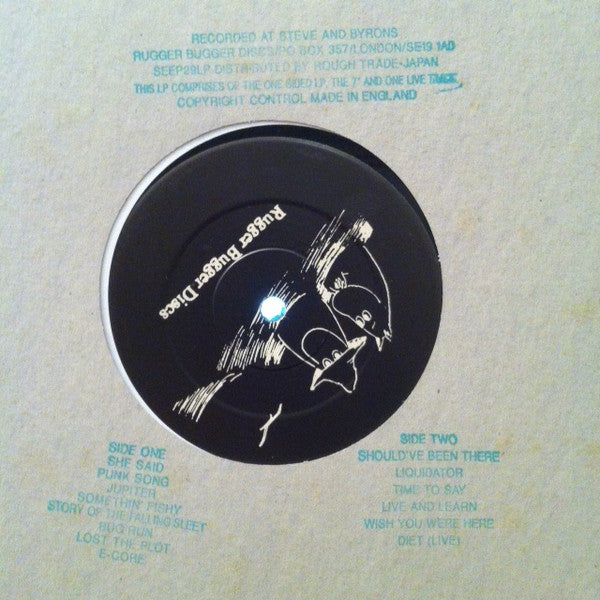 RECORDED AT STEVE AND BYRONS
RUGGER BUGGER DISCS/PO BOX 357/LONDON/SE19 1AD
SEEP29LP DISTRIBUTED BY ROUGH TRADE-JAPAN
THIS LP COMPRISES OF THE ONE SIDED LP, THE 7" AND ONE LIVE TRACK
COPYRIGHT CONTROL MADE IN ENGLAND
Rugger Bugger Discs
SIDE ONE
SHE SAID
PUNK SONG
JUPITER
SOMETHIN' FISHY
STORY OF THE FALLING SLEET
BUG RUN
LOST THE PLOT
E-CORE
SIDE TWO
SHOULD'VE BEEN THERE
LIQUIDATOR
TIME TO SAY
LIVE AND LEARN
WISH YOU WERE HERE
DIET (LIVE)